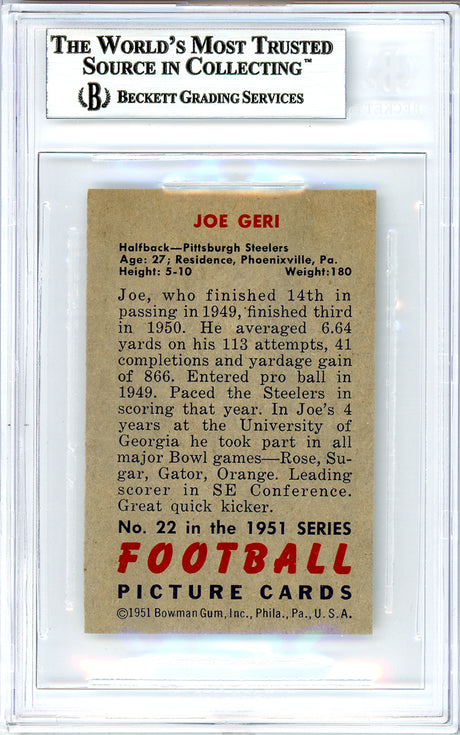 THE WORLD'S MOST TRUSTED
SOURCE IN COLLECTING™
B BECKETT GRADING SERVICES
BECKETT
JOE GERI
Halfback—Pittsburgh Steelers
Age: 27; Residence, Phoenixville, Pa.
Height: 5-10 Weight:180
Joe, who finished 14th in
passing in 1949, finished third
in 1950. He averaged 6.64
yards on his 113 attempts, 41
completions and yardage gain
of 866. Entered pro ball in
1949. Paced the Steelers in
scoring that year. In Joe's 4
years at the University of
Georgia he took part in all
major Bowl games—Rose, Su-
gar, Gator, Orange. Leading
scorer in SE Conference.
Great quick kicker.
No. 22 in the 1951 SERIES
FOOTBALL
PICTURE CARDS
©1951 Bowman Gum, Inc., Phila., Pa., U.S.A.